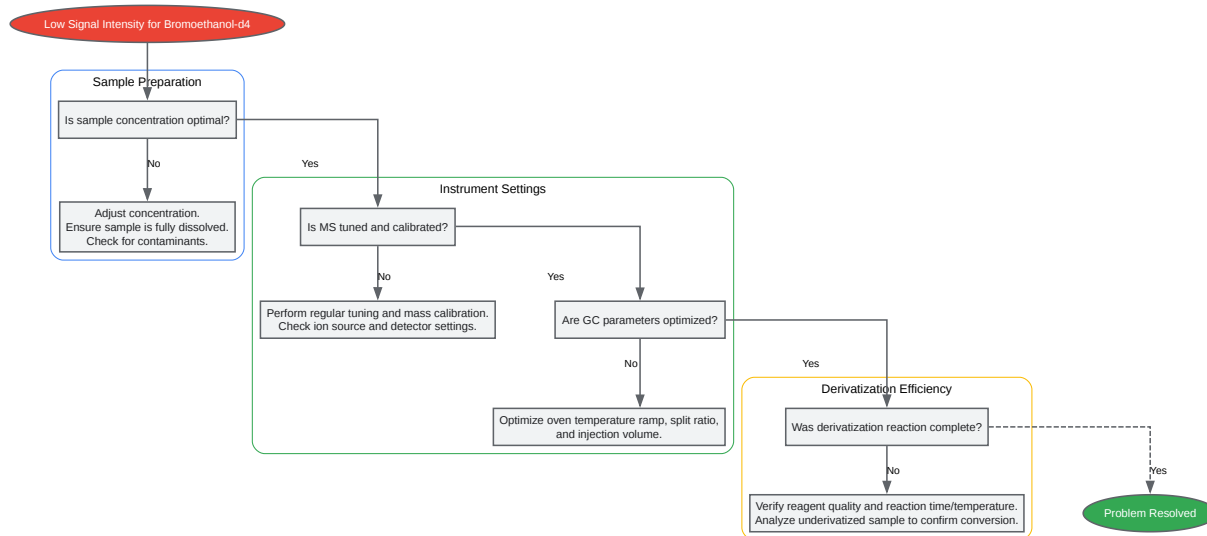 Low Signal Intensity for Bromoethanol-d4
Sample Preparation
Is sample concentration optimal?
No
Yes
Adjust concentration.
Ensure sample is fully dissolved.
Check for contaminants.
Instrument Settings
Is MS tuned and calibrated?
No
Yes
Perform regular tuning and mass calibration.
Check ion source and detector settings.
Are GC parameters optimized?
No
Yes
Optimize oven temperature ramp, split ratio,
and injection volume.
Derivatization Efficiency
Was derivatization reaction complete?
No
Yes
Verify reagent quality and reaction time/temperature.
Analyze underivatized sample to confirm conversion.
Problem Resolved